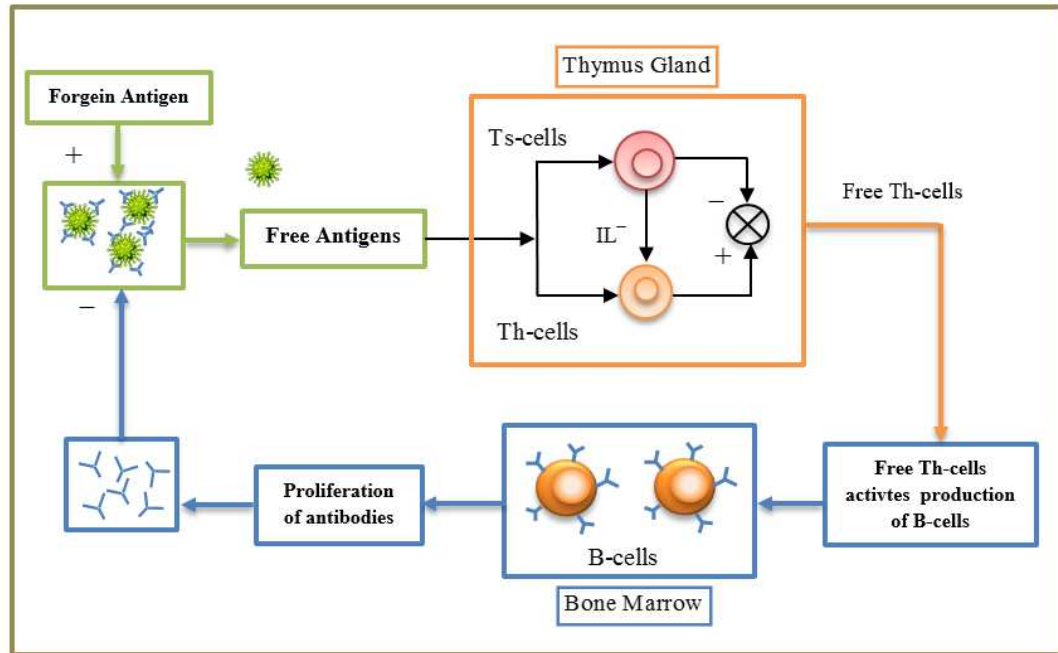 Thymus Gland
Forgein Antigen
+
Ts-cells
Free Antigens
IL⁻
−
+
Free Th-cells
Th-cells
−
Free Th-cells
activtes production
of B-cells
B-cells
Bone Marrow
Proliferation
of antibodies